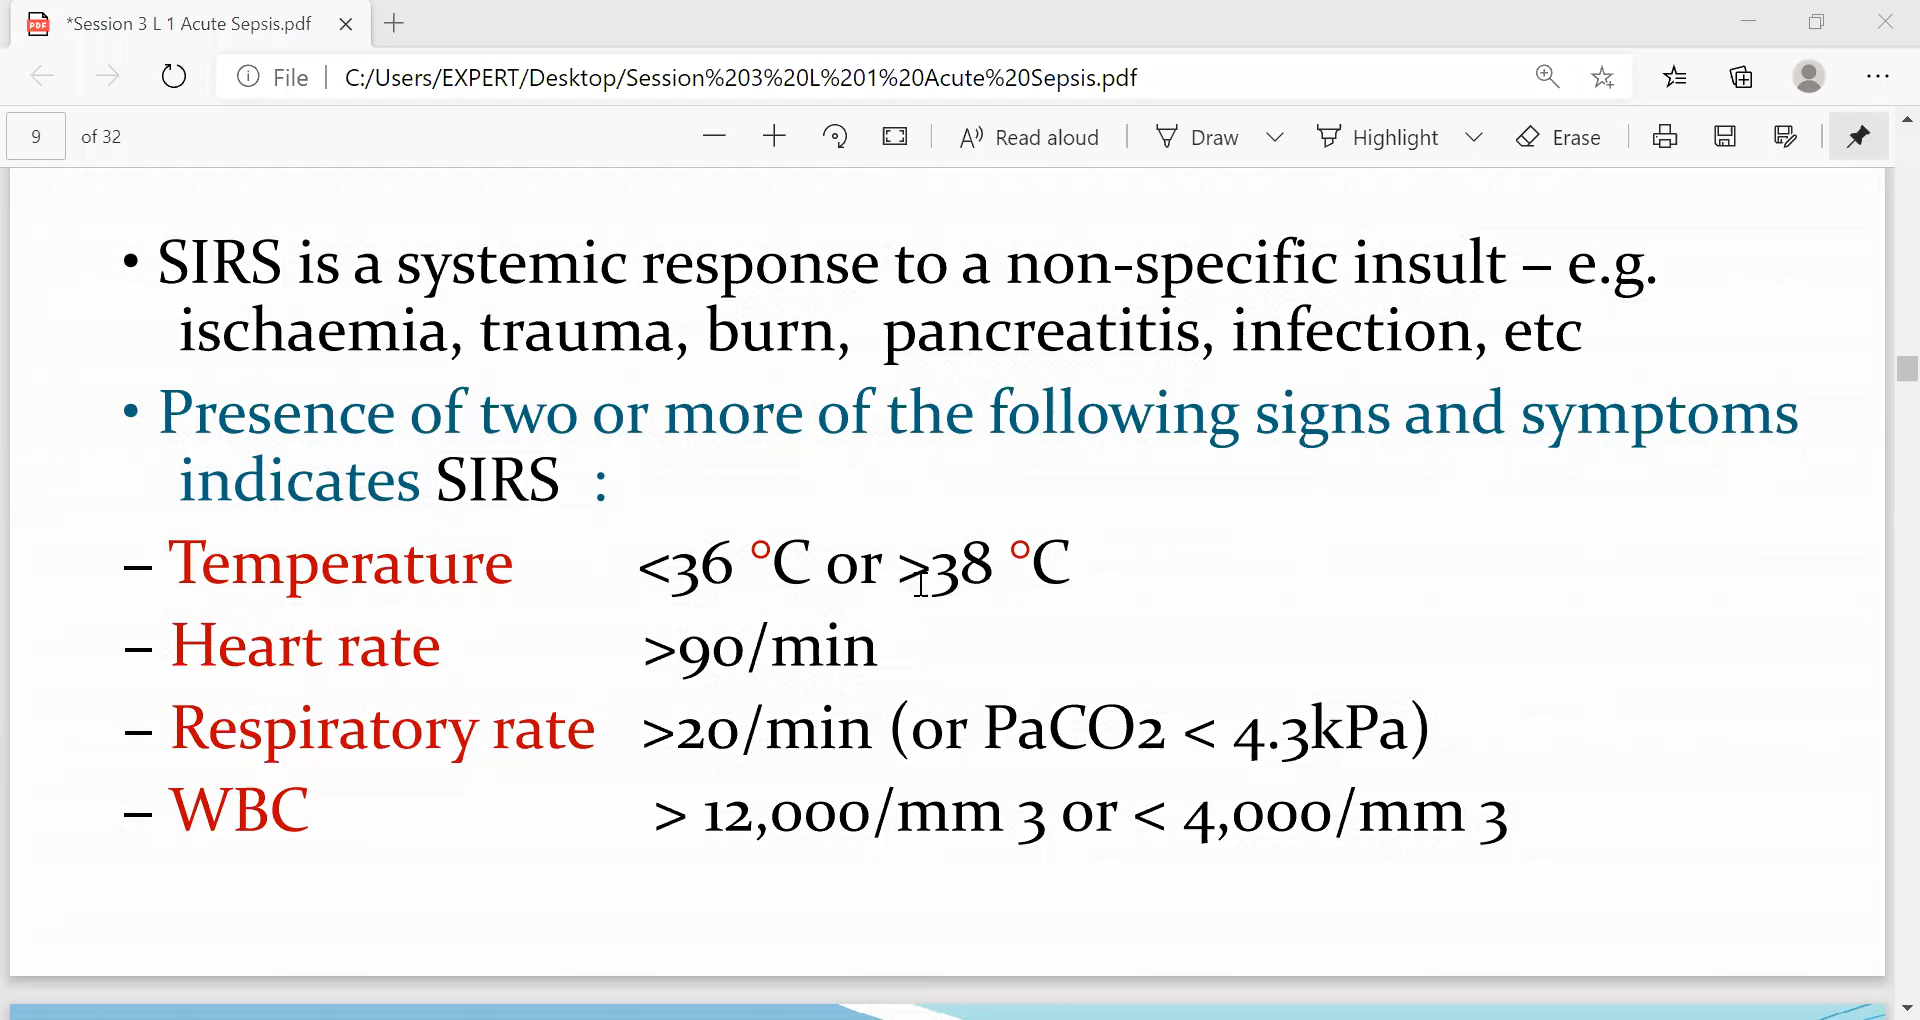 *Session 3 L 1 Acute Sepsis.pdf
File | C:/Users/EXPERT/Desktop/Session%203%20L%201%20Acute%20Sepsis.pdf
9 of 32 Read aloud Draw Highlight Erase
• SIRS is a systemic response to a non-specific insult – e.g.
ischaemia, trauma, burn, pancreatitis, infection, etc
• Presence of two or more of the following signs and symptoms
indicates SIRS :
– Temperature <36 °C or >38 °C
– Heart rate >90/min
– Respiratory rate >20/min (or PaCO2 < 4.3kPa)
– WBC > 12,000/mm 3 or < 4,000/mm 3